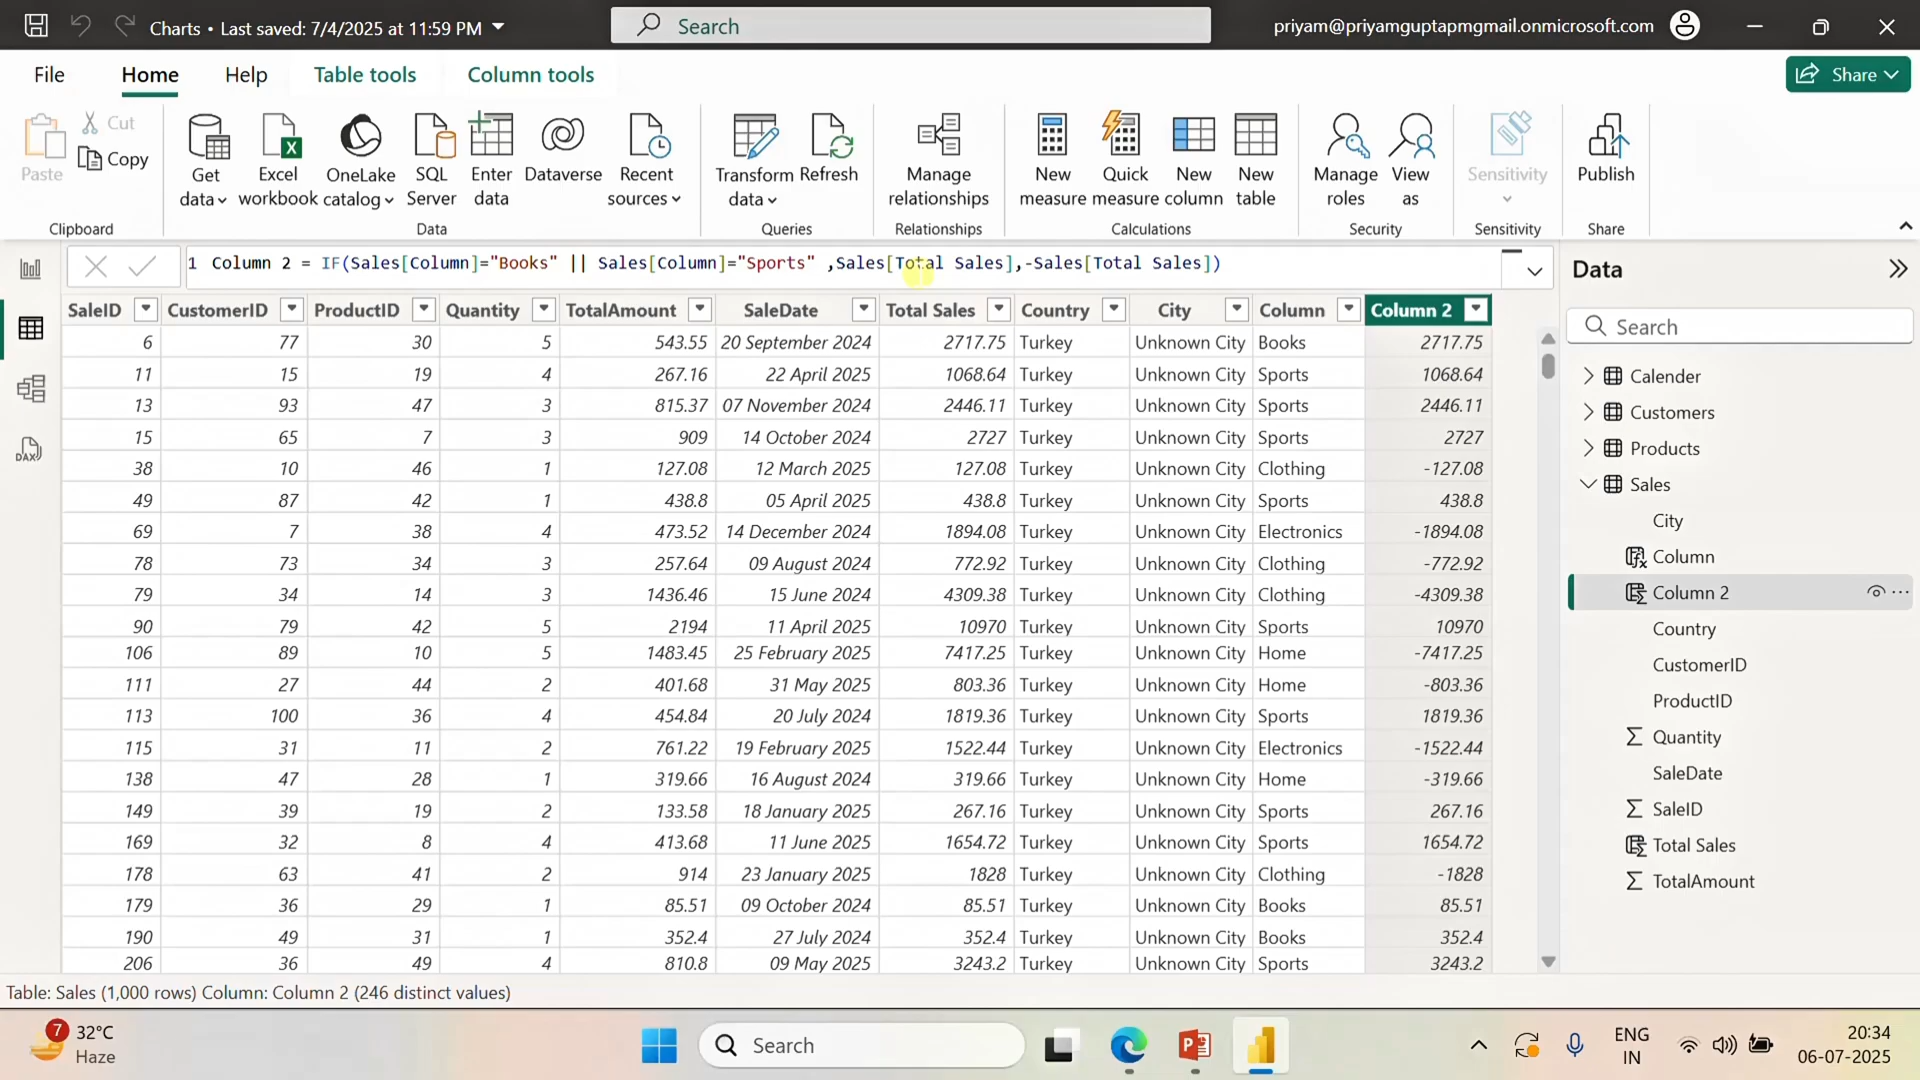 Charts • Last saved: 7/4/2025 at 11:59 PM
Search
priyam@priyamguptapmgmail.onmicrosoft.com
File Home Help Table tools Column tools
Share
Paste
Cut
Copy
Clipboard
Get data
Excel workbook
OneLake catalog
SQL Server
Enter data
Dataverse
Recent sources
Data
Transform data
Refresh
Queries
Manage relationships
Relationships
New measure
Quick measure
New column
New table
Calculations
Manage roles
View as
Security
Sensitivity
Sensitivity
Publish
Share
1 Column 2 = IF(Sales[Column]="Books" || Sales[Column]="Sports" ,Sales[Total Sales],-Sales[Total Sales])
SaleID CustomerID ProductID Quantity TotalAmount SaleDate Total Sales Country City Column Column 2
6 77 30 5 543.55 20 September 2024 2717.75 Turkey Unknown City Books 2717.75
11 15 19 4 267.16 22 April 2025 1068.64 Turkey Unknown City Sports 1068.64
13 93 47 3 815.37 07 November 2024 2446.11 Turkey Unknown City Sports 2446.11
15 65 7 3 909 14 October 2024 2727 Turkey Unknown City Sports 2727
38 10 46 1 127.08 12 March 2025 127.08 Turkey Unknown City Clothing -127.08
49 87 42 1 438.8 05 April 2025 438.8 Turkey Unknown City Sports 438.8
69 7 38 4 473.52 14 December 2024 1894.08 Turkey Unknown City Electronics -1894.08
78 73 34 3 257.64 09 August 2024 772.92 Turkey Unknown City Clothing -772.92
79 34 14 3 1436.46 15 June 2024 4309.38 Turkey Unknown City Clothing -4309.38
90 79 42 5 2194 11 April 2025 10970 Turkey Unknown City Sports 10970
106 89 10 5 1483.45 25 February 2025 7417.25 Turkey Unknown City Home -7417.25
111 27 44 2 401.68 31 May 2025 803.36 Turkey Unknown City Home -803.36
113 100 36 4 454.84 20 July 2024 1819.36 Turkey Unknown City Sports 1819.36
115 31 11 2 761.22 19 February 2025 1522.44 Turkey Unknown City Electronics -1522.44
138 47 28 1 319.66 16 August 2024 319.66 Turkey Unknown City Home -319.66
149 39 19 2 133.58 18 January 2025 267.16 Turkey Unknown City Sports 267.16
169 32 8 4 413.68 11 June 2025 1654.72 Turkey Unknown City Sports 1654.72
178 63 41 2 914 23 January 2025 1828 Turkey Unknown City Clothing -1828
179 36 29 1 85.51 09 October 2024 85.51 Turkey Unknown City Books 85.51
190 49 31 1 352.4 27 July 2024 352.4 Turkey Unknown City Books 352.4
206 36 49 4 810.8 09 May 2025 3243.2 Turkey Unknown City Sports 3243.2
Table: Sales (1,000 rows) Column: Column 2 (246 distinct values)
DAX
Data
Search
Calender
Customers
Products
Sales
City
Column
Column 2
Country
CustomerID
ProductID
Quantity
SaleDate
SaleID
Total Sales
TotalAmount
7
32°C
Haze
Search
ENG
IN
20:34
06-07-2025